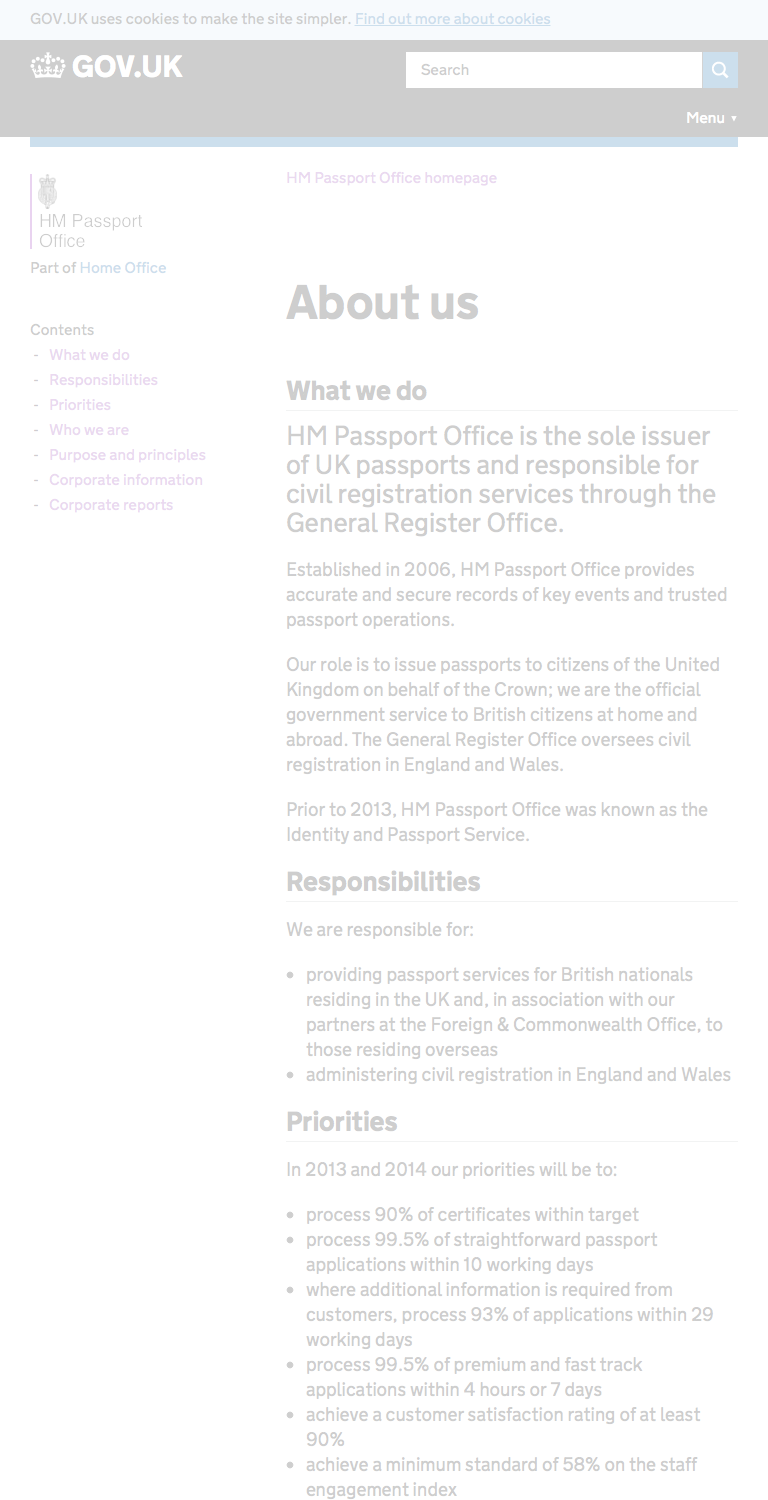 GOV.UK uses cookies to make the site simpler. Find out more about cookies
GOV.UK
Search
Menu ▼
HM Passport Office homepage
HM Passport
Office
Part of Home Office
Contents
- What we do
- Responsibilities
- Priorities
- Who we are
- Purpose and principles
- Corporate information
- Corporate reports
About us
What we do
HM Passport Office is the sole issuer
of UK passports and responsible for
civil registration services through the
General Register Office.
Established in 2006, HM Passport Office provides
accurate and secure records of key events and trusted
passport operations.
Our role is to issue passports to citizens of the United
Kingdom on behalf of the Crown; we are the official
government service to British citizens at home and
abroad. The General Register Office oversees civil
registration in England and Wales.
Prior to 2013, HM Passport Office was known as the
Identity and Passport Service.
Responsibilities
We are responsible for:
• providing passport services for British nationals
residing in the UK and, in association with our
partners at the Foreign & Commonwealth Office, to
those residing overseas
• administering civil registration in England and Wales
Priorities
In 2013 and 2014 our priorities will be to:
• process 90% of certificates within target
• process 99.5% of straightforward passport
applications within 10 working days
• where additional information is required from
customers, process 93% of applications within 29
working days
• process 99.5% of premium and fast track
applications within 4 hours or 7 days
• achieve a customer satisfaction rating of at least
90%
• achieve a minimum standard of 58% on the staff
engagement index